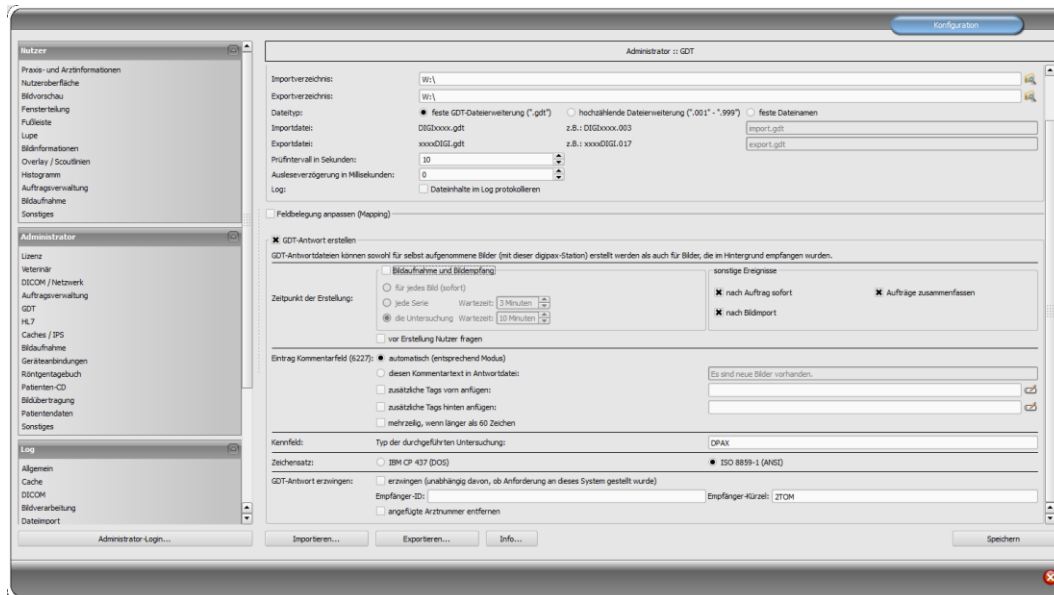 Konfiguration
Nutzer
Praxis- und Arztinformationen
Nutzeroberfläche
Bildvorschau
Fensterteilung
Fußleiste
Lupe
Bildinformationen
Overlay / Scoutlinien
Histogramm
Auftragsverwaltung
Bildaufnahme
Sonstiges
Administrator
Lizenz
Veterinär
DICOM / Netzwerk
Auftragsverwaltung
GDT
HL7
Caches / IPS
Bildaufnahme
Geräteanbindungen
Röntgentagebuch
Patienten-CD
Bildübertragung
Patientendaten
Sonstiges
Log
Allgemein
Cache
DICOM
Bildverarbeitung
Dateimport
Administrator-Login...
Administrator :: GDT
Importverzeichnis: W:\
Exportverzeichnis: W:\
Dateityp: feste GDT-Dateierweiterung (".gdt") hochzählende Dateierweiterung (".001" - ".999") feste Dateinamen
Importdatei: DIGIxxxx.gdt z.B.: DIGIxxxx.003 import.gdt
Exportdatei: xxxxDIGI.gdt z.B.: xxxxDIGI.017 export.gdt
Prüfintervall in Sekunden: 10
Ausleseverzögerung in Millisekunden: 0
Log: Dateiinhalte im Log protokollieren
Feldbelegung anpassen (Mapping)
GDT-Antwort erstellen
GDT-Antwortdateien können sowohl für selbst aufgenommene Bilder (mit dieser digipax-Station) erstellt werden als auch für Bilder, die im Hintergrund empfangen wurden.
Bildaufnahme und Bildempfang sonstige Ereignisse
für jedes Bild (sofort) nach Auftrag sofort Aufträge zusammenfassen
Zeitpunkt der Erstellung: jede Serie Wartezeit: 3 Minuten
nach Bildimport
die Untersuchung Wartezeit: 10 Minuten
vor Erstellung Nutzer fragen
Eintrag Kommentarfeld (6227): automatisch (entsprechend Modus)
diesen Kommentartext in Antwortdatei: Es sind neue Bilder vorhanden.
zusätzliche Tags vorn anfügen:
zusätzliche Tags hinten anfügen:
mehrzeilig, wenn länger als 60 Zeichen
Kennfeld: Typ der durchgeführten Untersuchung: DPAX
Zeichensatz: IBM CP 437 (DOS) ISO 8859-1 (ANSI)
GDT-Antwort erzwingen: erzwingen (unabhängig davon, ob Anforderung an dieses System gestellt wurde)
Empfänger-ID: Empfänger-Kürzel: 2TOM
angefügte Arztnummer entfernen
Importieren... Exportieren... Info... Speichern